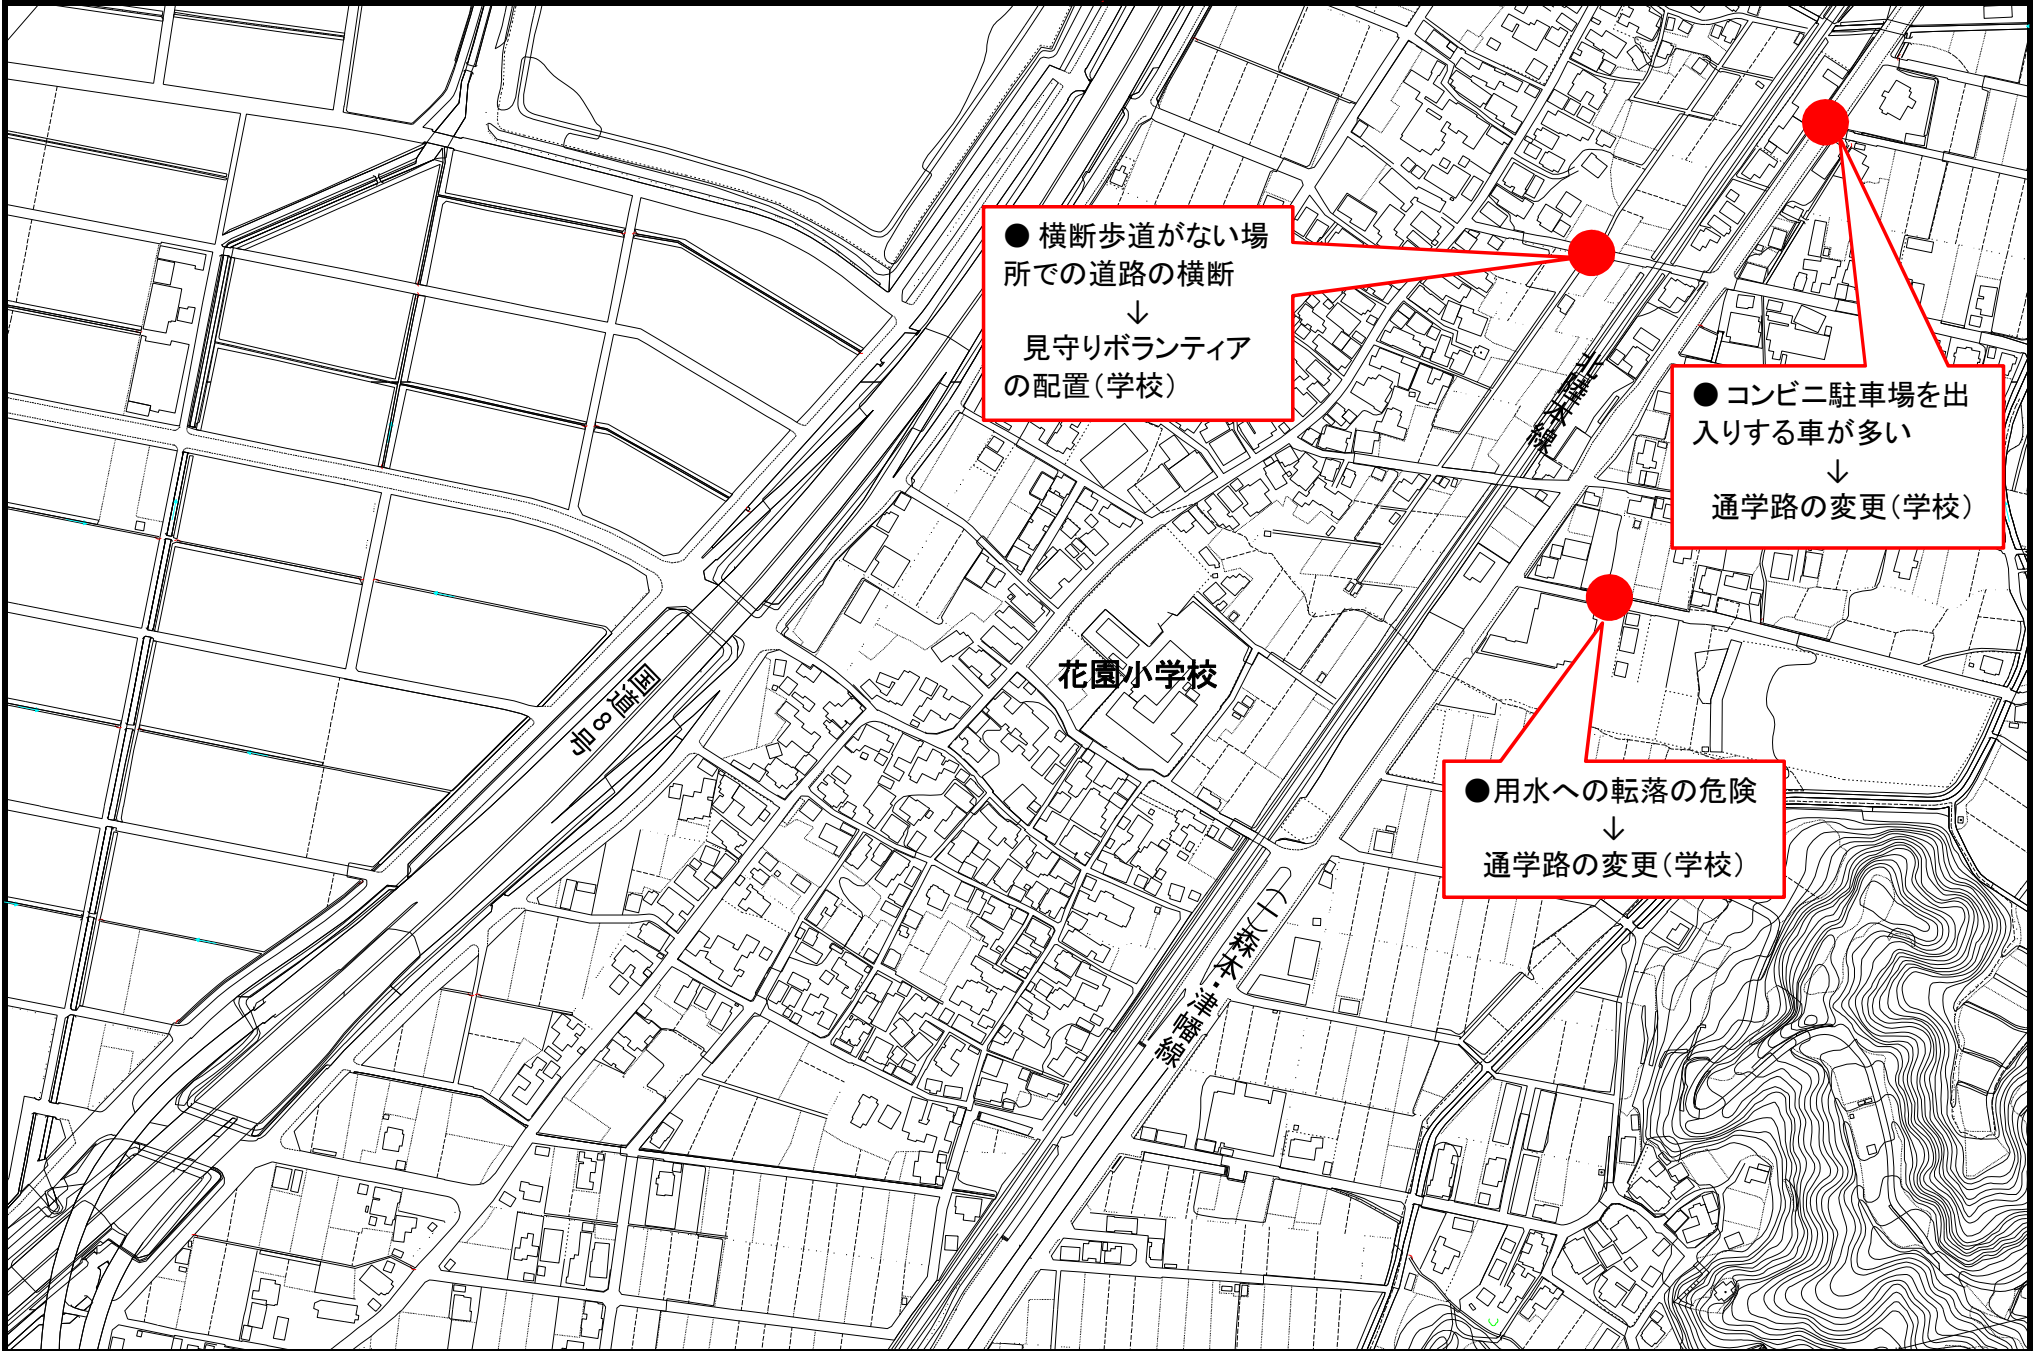 ● 横断歩道がない場
所での道路の横断
↓
見守りボランティア
の配置（学校）
● コンビニ駐車場を出
入りする車が多い
↓
通学路の変更（学校）
北陸本線
花園小学校
国道８号
●用水への転落の危険
↓
通学路の変更（学校）
（一）森本・津幡線